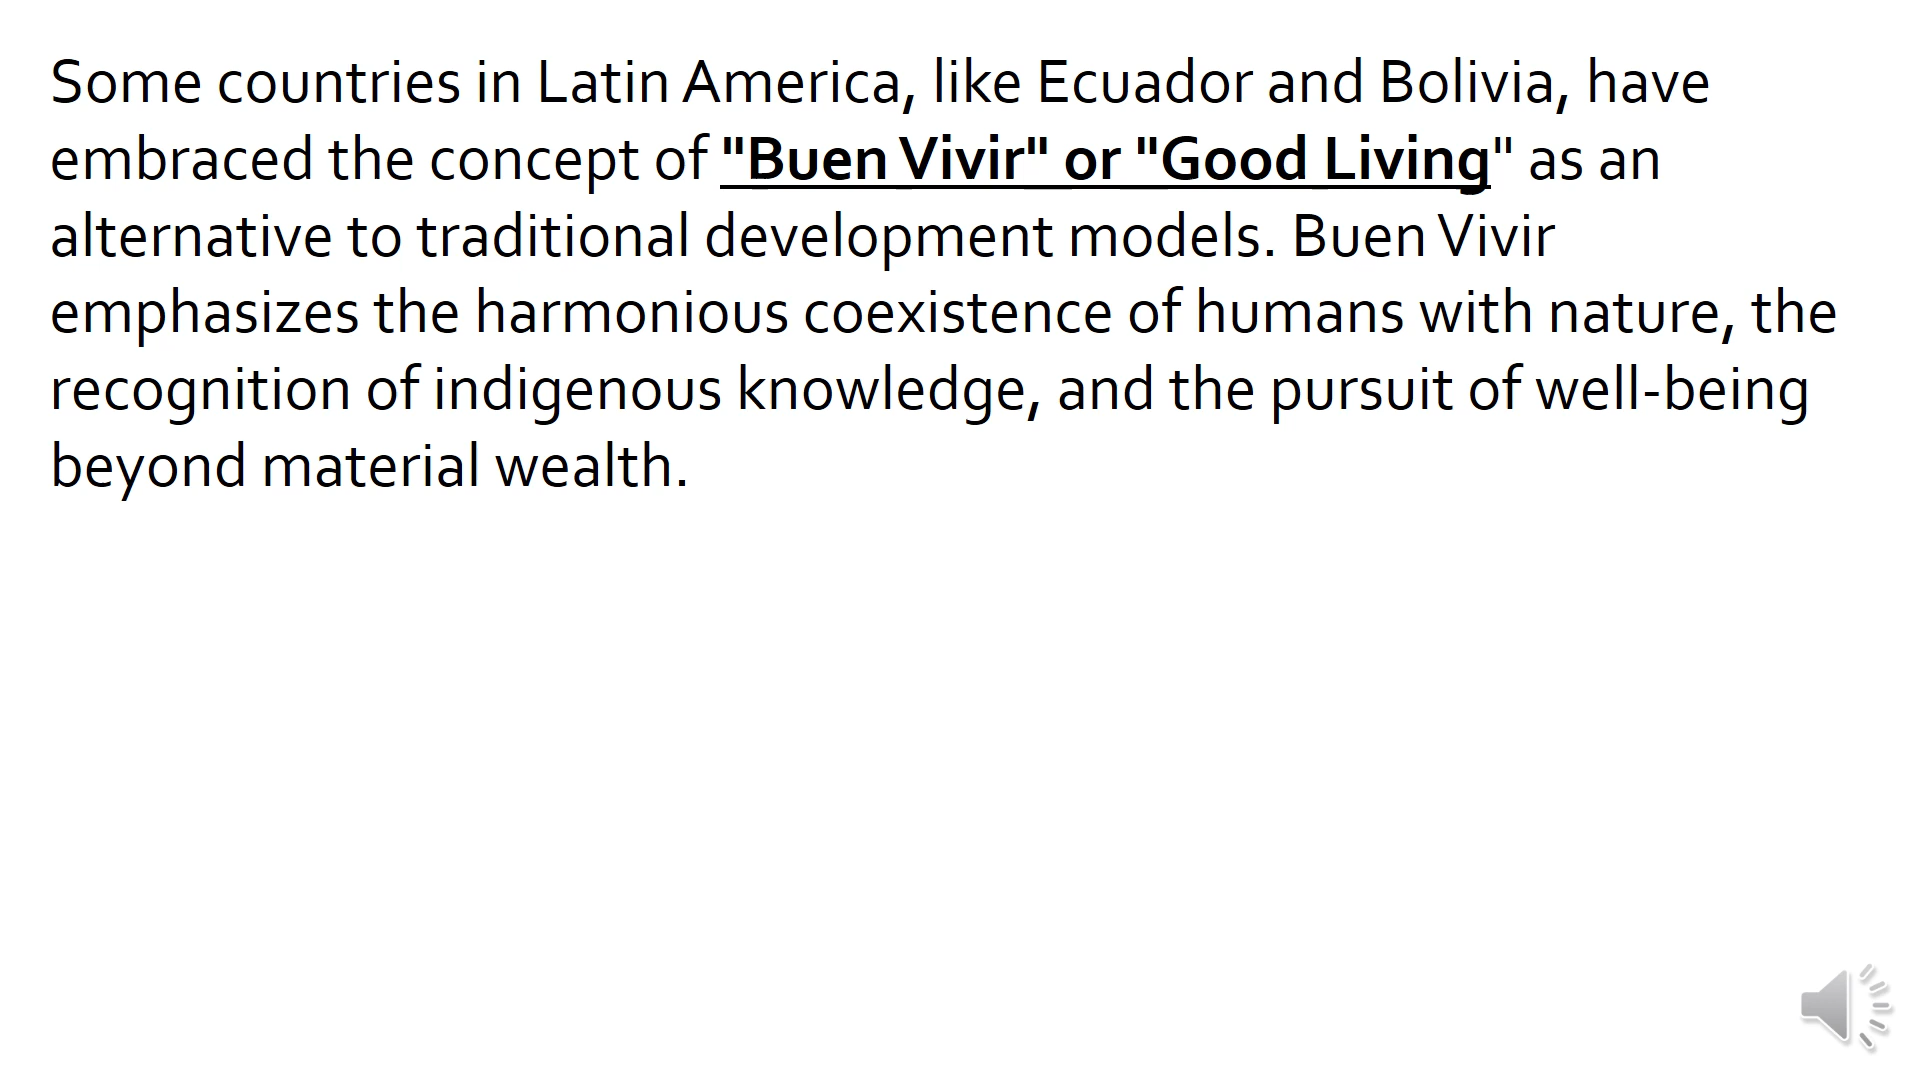 Some countries in Latin America, like Ecuador and Bolivia, have
embraced the concept of "Buen Vivir" or "Good Living" as an
alternative to traditional development models. Buen Vivir
emphasizes the harmonious coexistence of humans with nature, the
recognition of indigenous knowledge, and the pursuit of well-being
beyond material wealth.